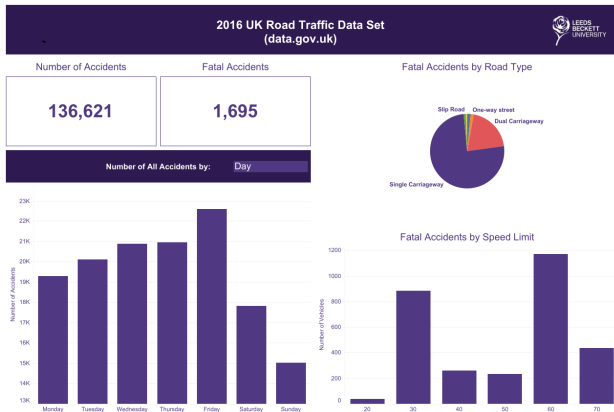 2016 UK Road Traffic Data Set
(data.gov.uk)
LEEDS
BECKETT
UNIVERSITY
Number of Accidents
Fatal Accidents
136,621
1,695
Number of All Accidents by:
Day
Number of Accidents
23K
22K
21K
20K
19K
18K
17K
16K
15K
14K
13K
Monday
Tuesday
Wednesday
Thursday
Friday
Saturday
Sunday
Fatal Accidents by Road Type
Slip Road
One-way street
Dual Carriageway
Single Carriageway
Fatal Accidents by Speed Limit
Number of Vehicles
1200
1000
800
600
400
200
0
20
30
40
50
60
70